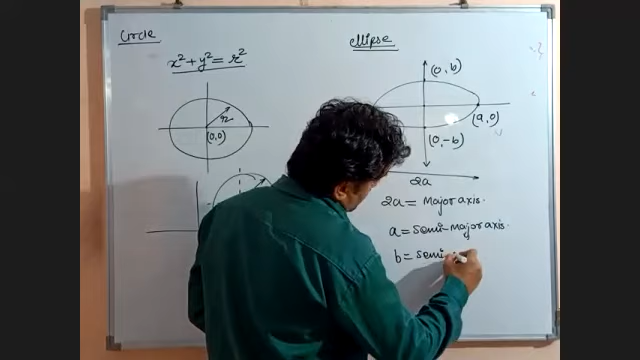 Circle
x² + y² = r²
r
(0,0)
ellipse
(0, b)
(a, 0)
(0, -b)
2a
2a = Major axis.
a = semi-major axis.
b = semi